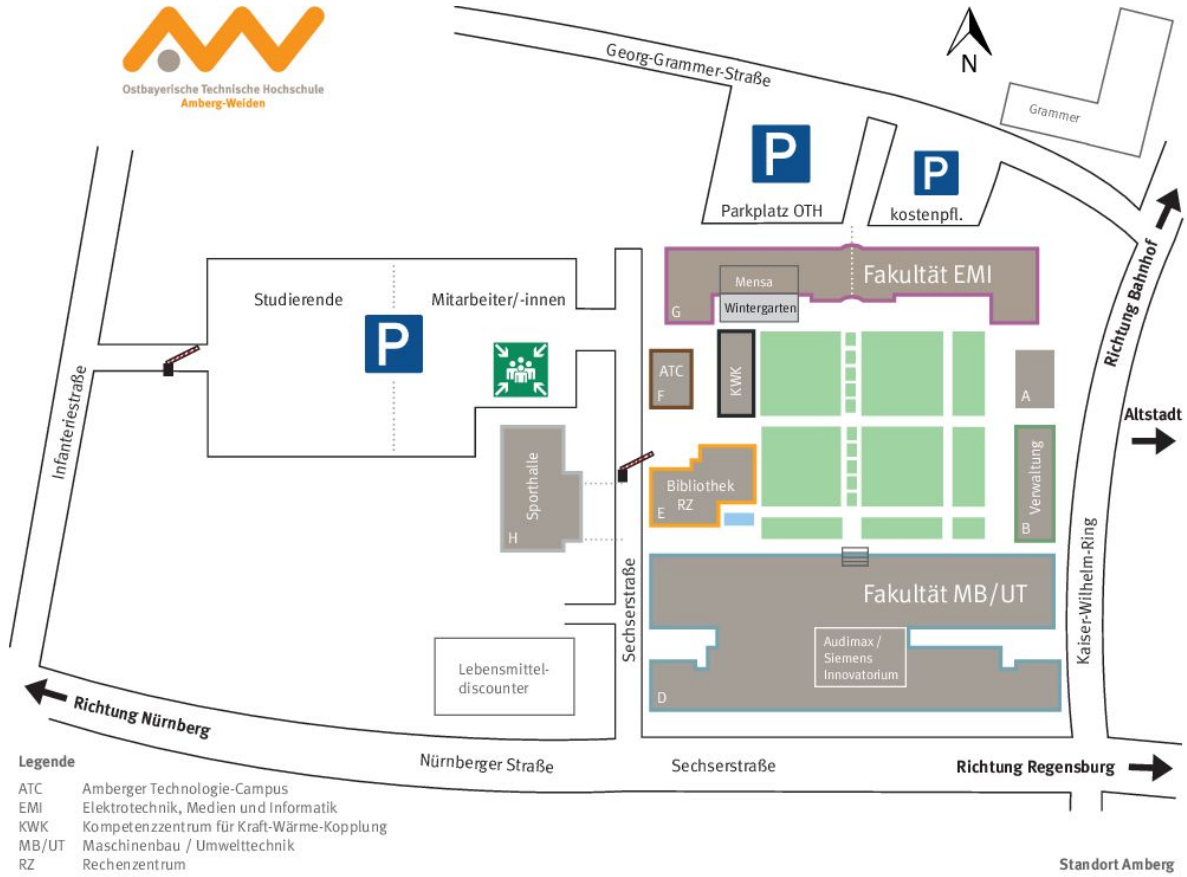 Ostbayerische Technische Hochschule
Amberg-Weiden
Georg-Grammer-Straße
N
Grammer
P
P
Parkplatz OTH
kostenpfl.
Richtung Bahnhof
Studierende
Mitarbeiter/-innen
P
Fakultät EMI
Mensa
Wintergarten
G
ATC
F
KWK
A
Altstadt
Infanteriestraße
Sporthalle
H
Bibliothek
RZ
E
Verwaltung
B
Sechserstraße
Kaiser-Wilhelm-Ring
Fakultät MB/UT
Audimax /
Siemens
Innovatorium
D
Lebensmittel-
discounter
Richtung Nürnberg
Nürnberger Straße
Sechserstraße
Richtung Regensburg
Legende
ATC Amberger Technologie-Campus
EMI Elektrotechnik, Medien und Informatik
KWK Kompetenzzentrum für Kraft-Wärme-Kopplung
MB/UT Maschinenbau / Umwelttechnik
RZ Rechenzentrum
Standort Amberg